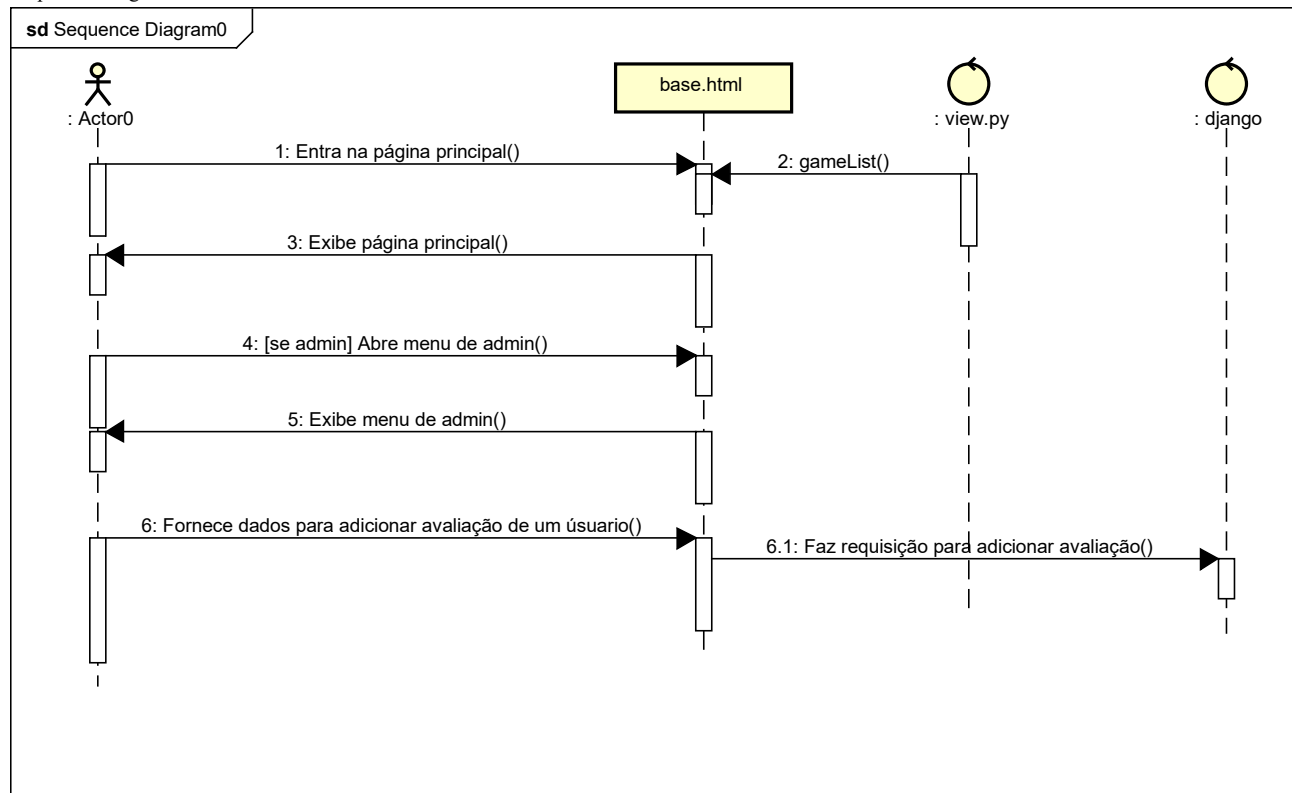 sd Sequence Diagram0
: Actor0
base.html
: view.py
: django
1: Entra na página principal()
2: gameList()
3: Exibe página principal()
4: [se admin] Abre menu de admin()
5: Exibe menu de admin()
6: Fornece dados para adicionar avaliação de um úsuario()
6.1: Faz requisição para adicionar avaliação()